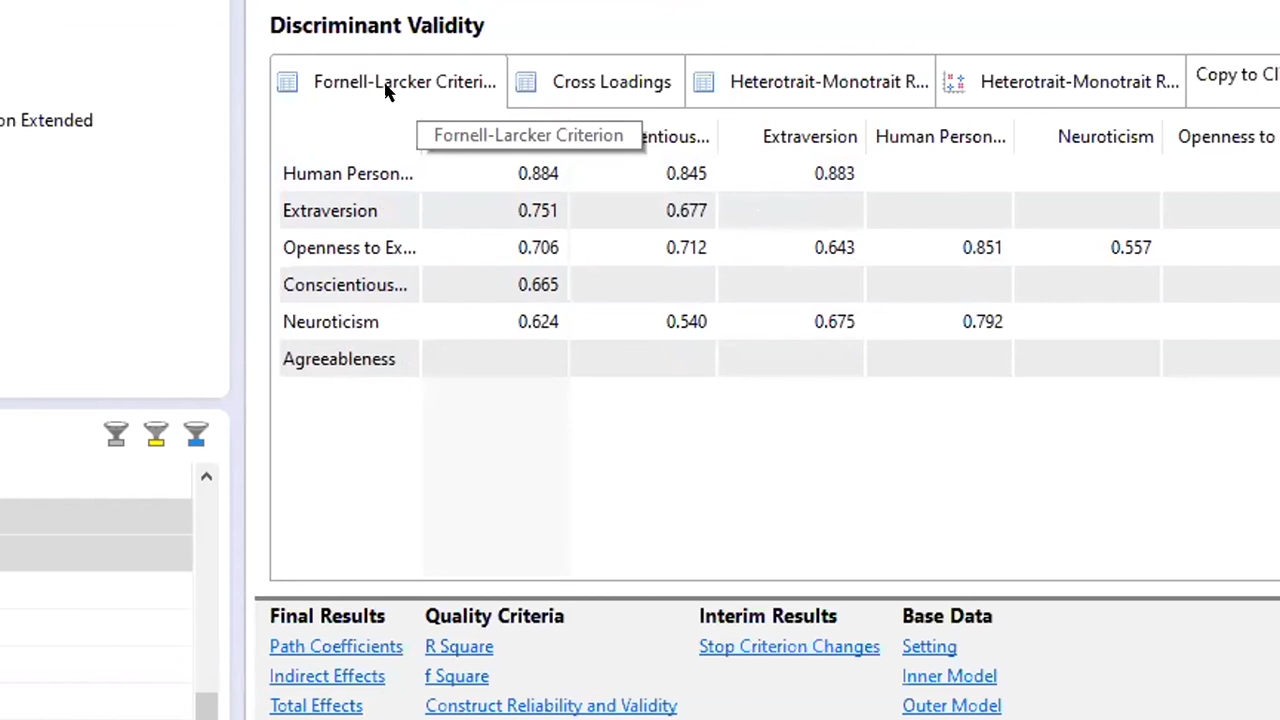 Discriminant Validity
Fornell-Larcker Criteri... Cross Loadings Heterotrait-Monotrait R... Heterotrait-Monotrait R... Copy to Cl
on Extended
Fornell-Larcker Criterion entious... Extraversion Human Person... Neuroticism Openness to
Human Person... 0.884 0.845 0.883
Extraversion 0.751 0.677
Openness to Ex... 0.706 0.712 0.643 0.851 0.557
Conscientious... 0.665
Neuroticism 0.624 0.540 0.675 0.792
Agreeableness
Final Results Quality Criteria Interim Results Base Data
Path Coefficients R Square Stop Criterion Changes Setting
Indirect Effects f Square Inner Model
Total Effects Construct Reliability and Validity Outer Model